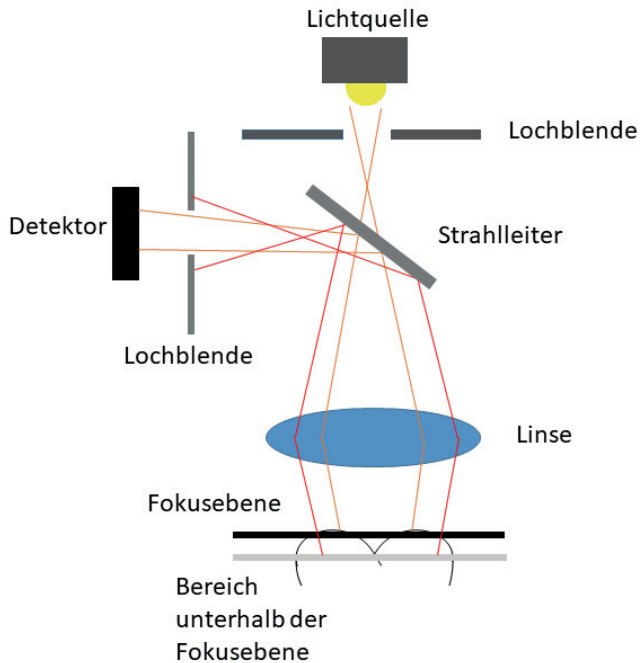 Lichtquelle
Lochblende
Detektor
Strahlleiter
Lochblende
Linse
Fokusebene
Bereich
unterhalb der
Fokusebene